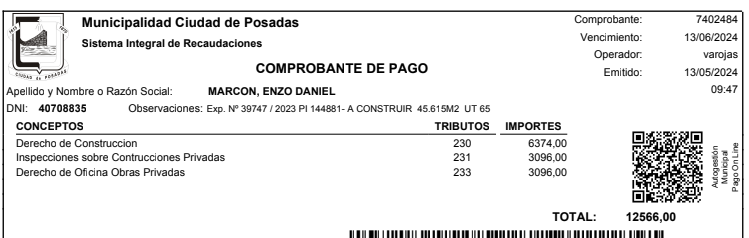 Municipalidad Ciudad de Posadas
Sistema Integral de Recaudaciones
Comprobante: 7402484
Vencimiento: 13/06/2024
Operador: varojas
Emitido: 13/05/2024
09:47
COMPROBANTE DE PAGO
CIUDAD DE POSADAS
Apellido y Nombre o Razón Social: MARCON, ENZO DANIEL
DNI: 40708835 Observaciones: Exp. Nº 39747 / 2023 PI 144881- A CONSTRUIR 45.615M2 UT 65
CONCEPTOS TRIBUTOS IMPORTES
Derecho de Construccion 230 6374,00
Inspecciones sobre Contrucciones Privadas 231 3096,00
Derecho de Oficina Obras Privadas 233 3096,00
Autogestión
Municipal
Pago On Line
TOTAL: 12566,00